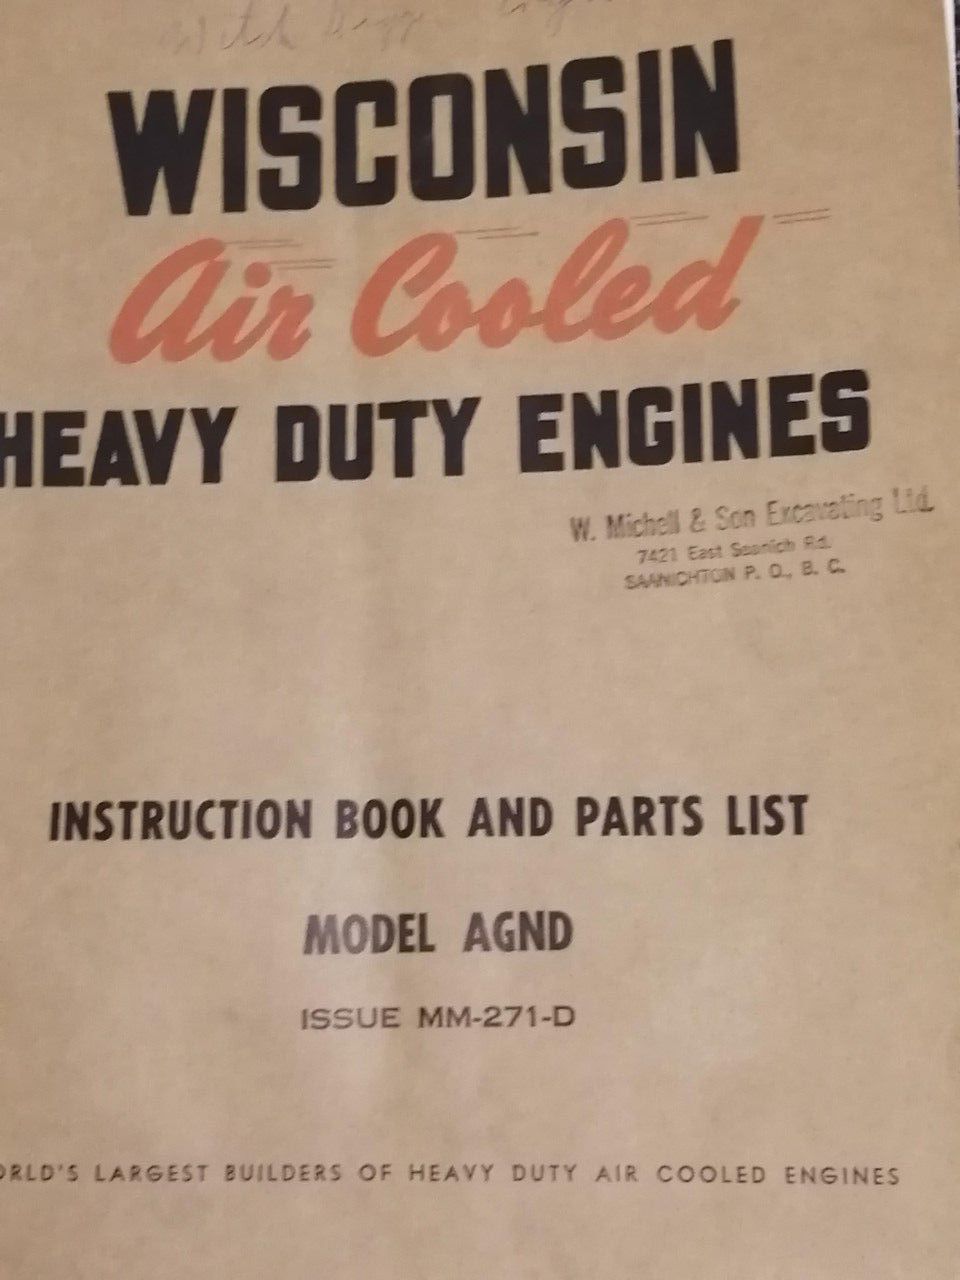 WISCONSIN
Air Cooled
HEAVY DUTY ENGINES
W. Michell & Son Excavating Ltd.
7421 East Saanich Rd.
SAANICHTON P. O., B. C.
INSTRUCTION BOOK AND PARTS LIST
MODEL AGND
ISSUE MM-271-D
ORLD'S LARGEST BUILDERS OF HEAVY DUTY AIR COOLED ENGINES